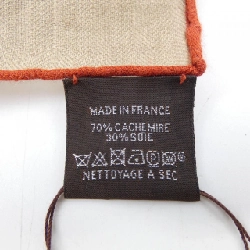 MADE IN FRANCE
70% CACHEMIRE
30% SOIE
NETTOYAGE A SEC